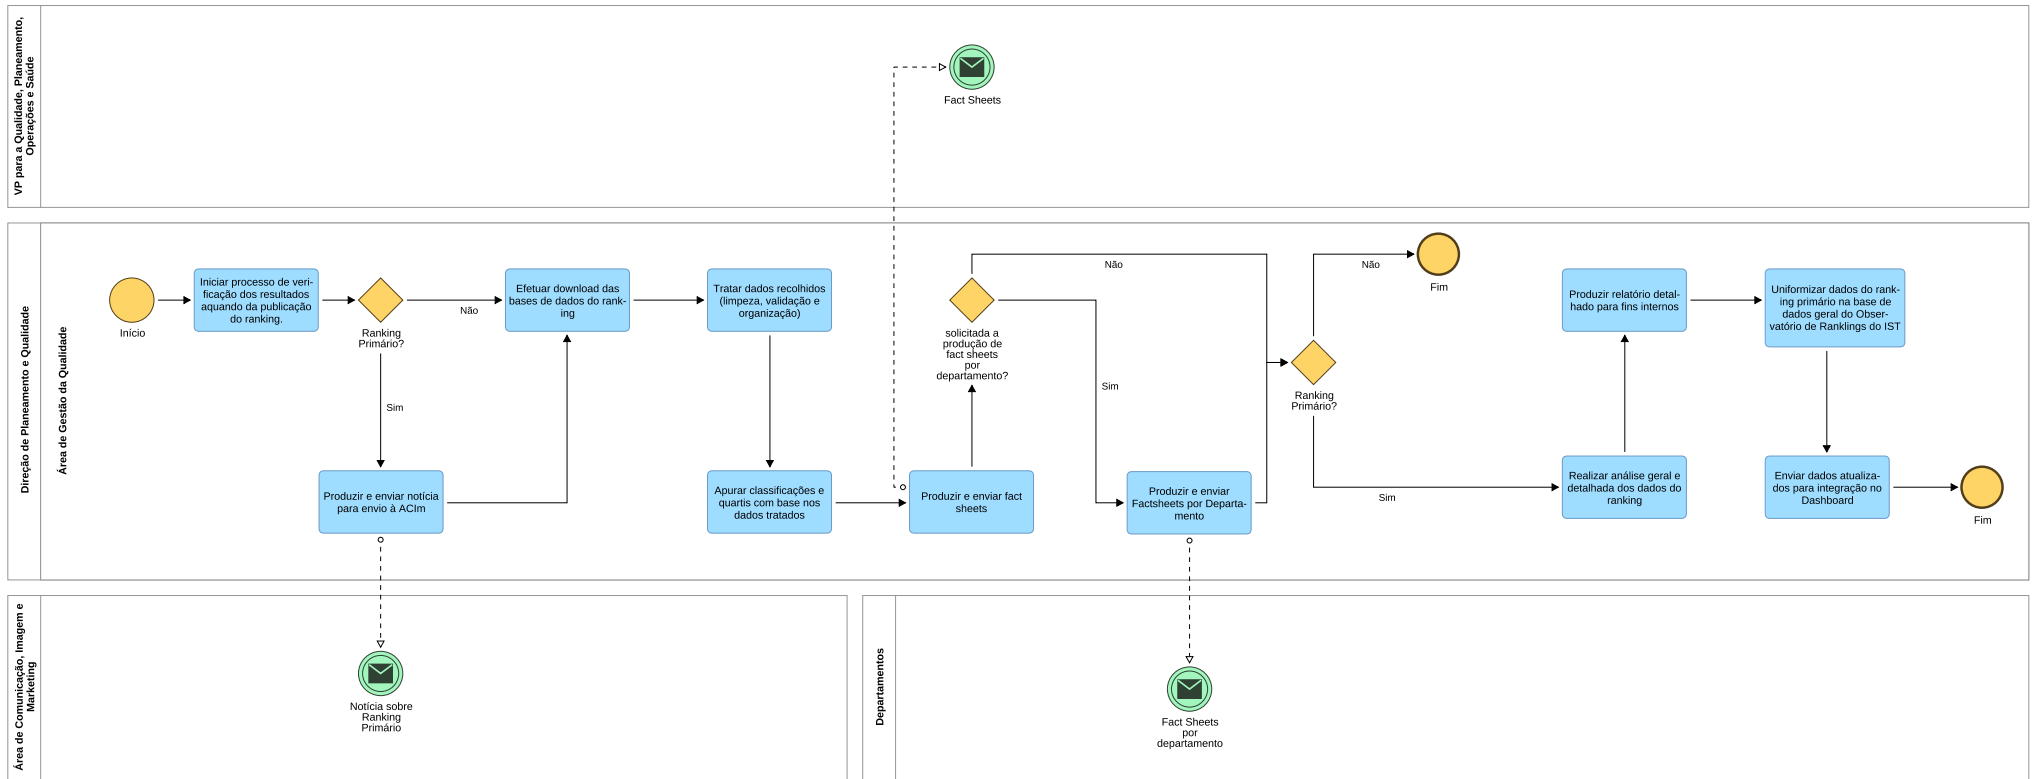 VP para a Qualidade, Planeamento,
Operações e Saúde
Fact Sheets
Direção de Planeamento e Qualidade
Área de Gestão da Qualidade
Início
Iniciar processo de veri-
ficação dos resultados
aquando da publicação
do ranking.
Ranking
Primário?
Não
Sim
Produzir e enviar notícia
para envio à ACIm
Efetuar download das
bases de dados do rank-
ing
Tratar dados recolhidos
(limpeza, validação e
organização)
Apurar classificações e
quartis com base nos
dados tratados
Produzir e enviar fact
sheets
solicitada a
produção de
fact sheets
por
departamento?
Não
Sim
Produzir e enviar
Factsheets por Departa-
mento
Ranking
Primário?
Não
Fim
Sim
Realizar análise geral e
detalhada dos dados do
ranking
Produzir relatório detal-
hado para fins internos
Uniformizar dados do rank-
ing primário na base de
dados geral do Obser-
vatório de Ranklings do IST
Enviar dados atualiza-
dos para integração no
Dashboard
Fim
Área de Comunicação, Imagem e
Marketing
Notícia sobre
Ranking
Primário
Departamentos
Fact Sheets
por
departamento